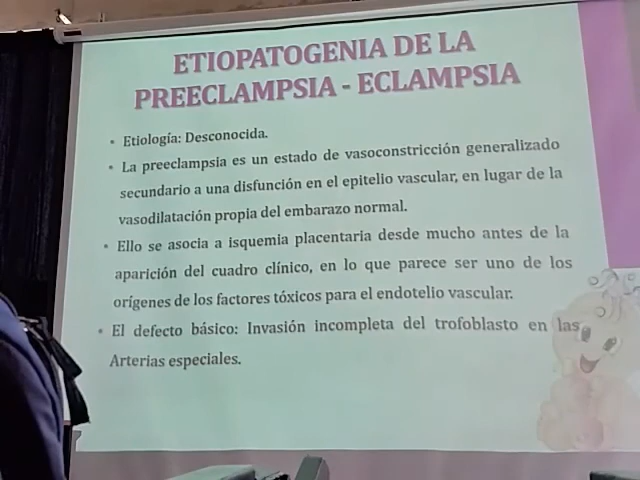 ETIOPATOGENIA DE LA
PREECLAMPSIA - ECLAMPSIA
• Etiología: Desconocida.
• La preeclampsia es un estado de vasoconstricción generalizado
secundario a una disfunción en el epitelio vascular, en lugar de la
vasodilatación propia del embarazo normal.
• Ello se asocia a isquemia placentaria desde mucho antes de la
aparición del cuadro clínico, en lo que parece ser uno de los
orígenes de los factores tóxicos para el endotelio vascular.
• El defecto básico: Invasión incompleta del trofoblasto en las
Arterias especiales.